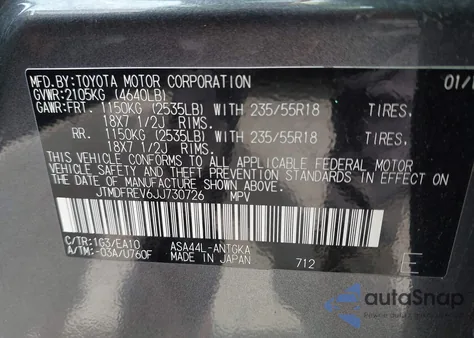 MFD.BY:TOYOTA MOTOR CORPORATION 01/1
GVWR:2105KG (4640LB)
GAWR:FRT. 1150KG (2535LB) WITH 235/55R18 TIRES,
18X7 1/2J RIMS.
RR. 1150KG (2535LB) WITH 235/55R18 TIRES,
18X7 1/2J RIMS.
THIS VEHICLE CONFORMS TO ALL APPLICABLE FEDERAL MOTOR
VEHICLE SAFETY AND THEFT PREVENTION STANDARDS IN EFFECT ON
THE DATE OF MANUFACTURE SHOWN ABOVE.
JTMDFREV6JJ730726 MPV
C/TR:1G3/EA10 ASA44L-ANTGKA
A/TM:-03A/U760F MADE IN JAPAN 712 E
autoSnap